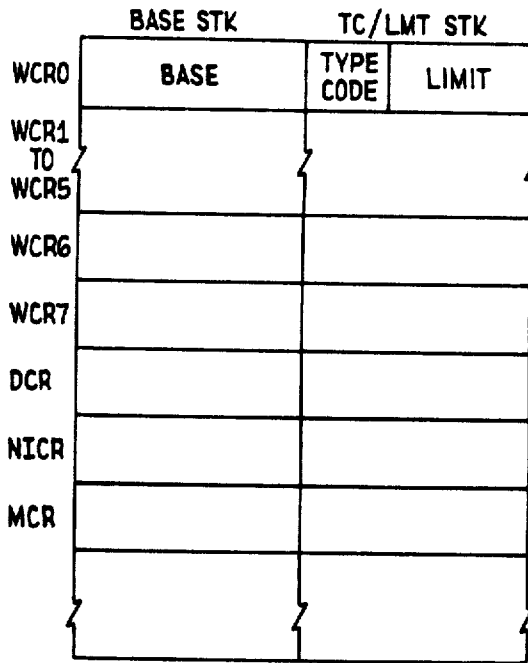 BASE STK TC/LMT STK
WCR0 BASE TYPE CODE LIMIT
WCR1
TO
WCR5
WCR6
WCR7
DCR
NICR
MCR